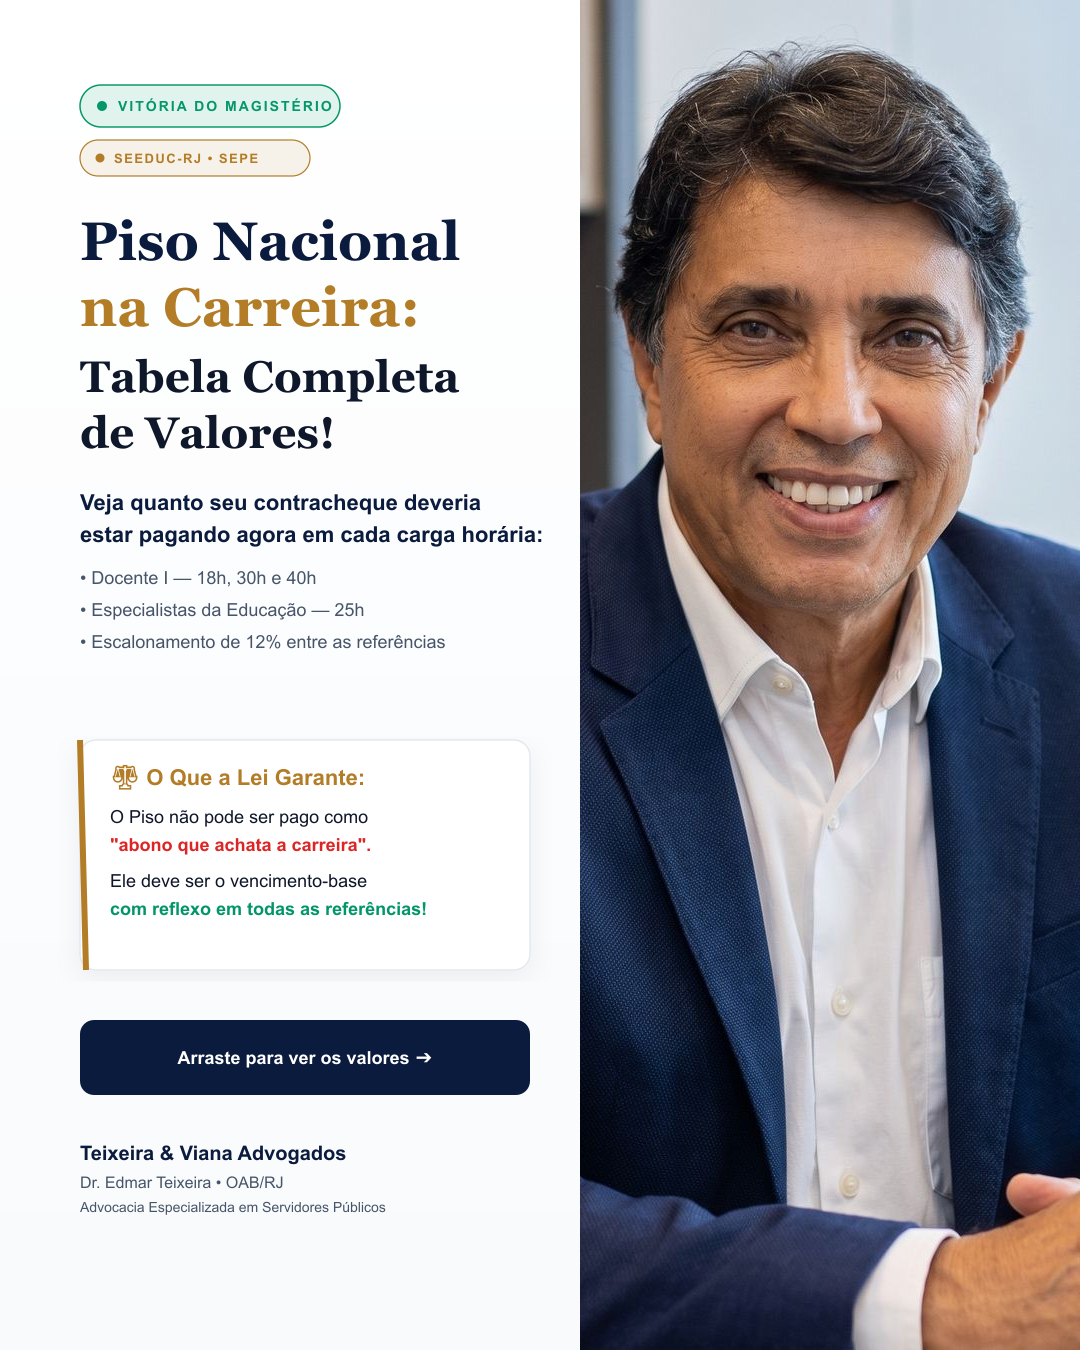 VITÓRIA DO MAGISTÉRIO
SEEDUC-RJ • SEPE
Piso Nacional
na Carreira:
Tabela Completa
de Valores!
Veja quanto seu contracheque deveria
estar pagando agora em cada carga horária:
• Docente I — 18h, 30h e 40h
• Especialistas da Educação — 25h
• Escalonamento de 12% entre as referências
O Que a Lei Garante:
O Piso não pode ser pago como
"abono que achata a carreira".
Ele deve ser o vencimento-base
com reflexo em todas as referências!
Arraste para ver os valores →
Teixeira & Viana Advogados
Dr. Edmar Teixeira • OAB/RJ
Advocacia Especializada em Servidores Públicos